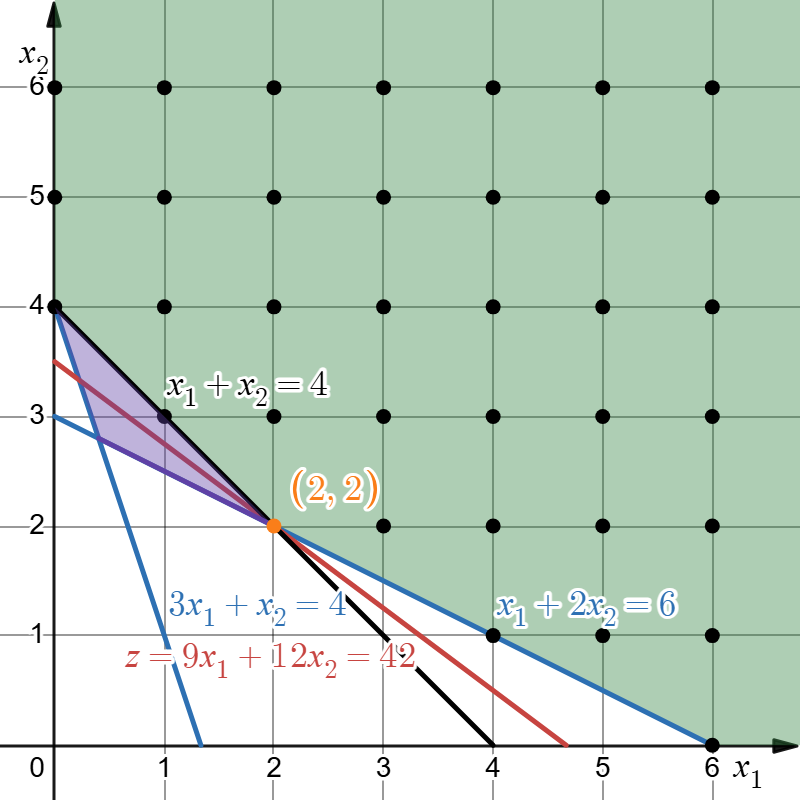 x₂
6
5
4
x₁ + x₂ = 4
3
(2, 2)
2
3x₁ + x₂ = 4
x₁ + 2x₂ = 6
1
z = 9x₁ + 12x₂ = 42
0 1 2 3 4 5 6 x₁